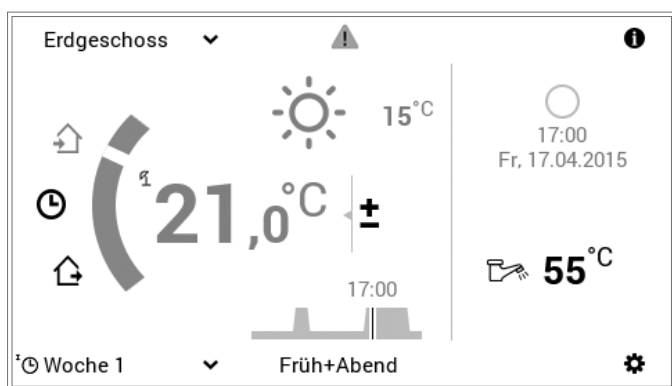 Erdgeschoss
15°C
17:00
Fr, 17.04.2015
21,0°C
±
55°C
17:00
Woche 1
Früh+Abend